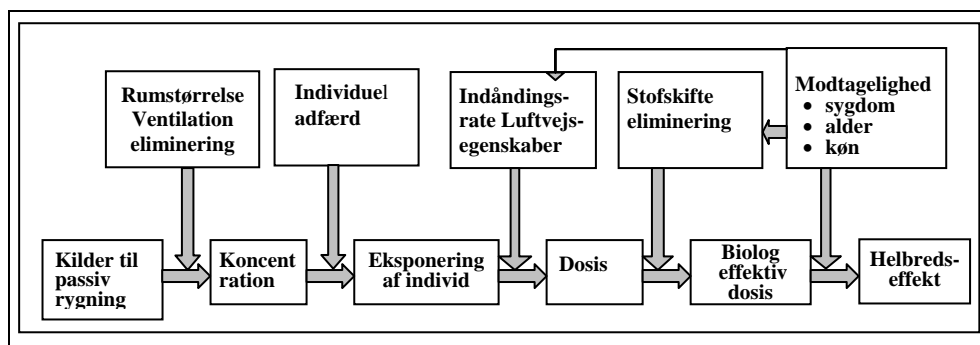 Rumstørrelse
Ventilation
eliminering
Individuel
adfærd
Indåndings-
rate Luftvejs-
egenskaber
Stofskifte
eliminering
Modtagelighed
• sygdom
• alder
• køn
Kilder til
passiv
rygning
Koncent
ration
Eksponering
af individ
Dosis
Biolog
effektiv
dosis
Helbreds-
effekt